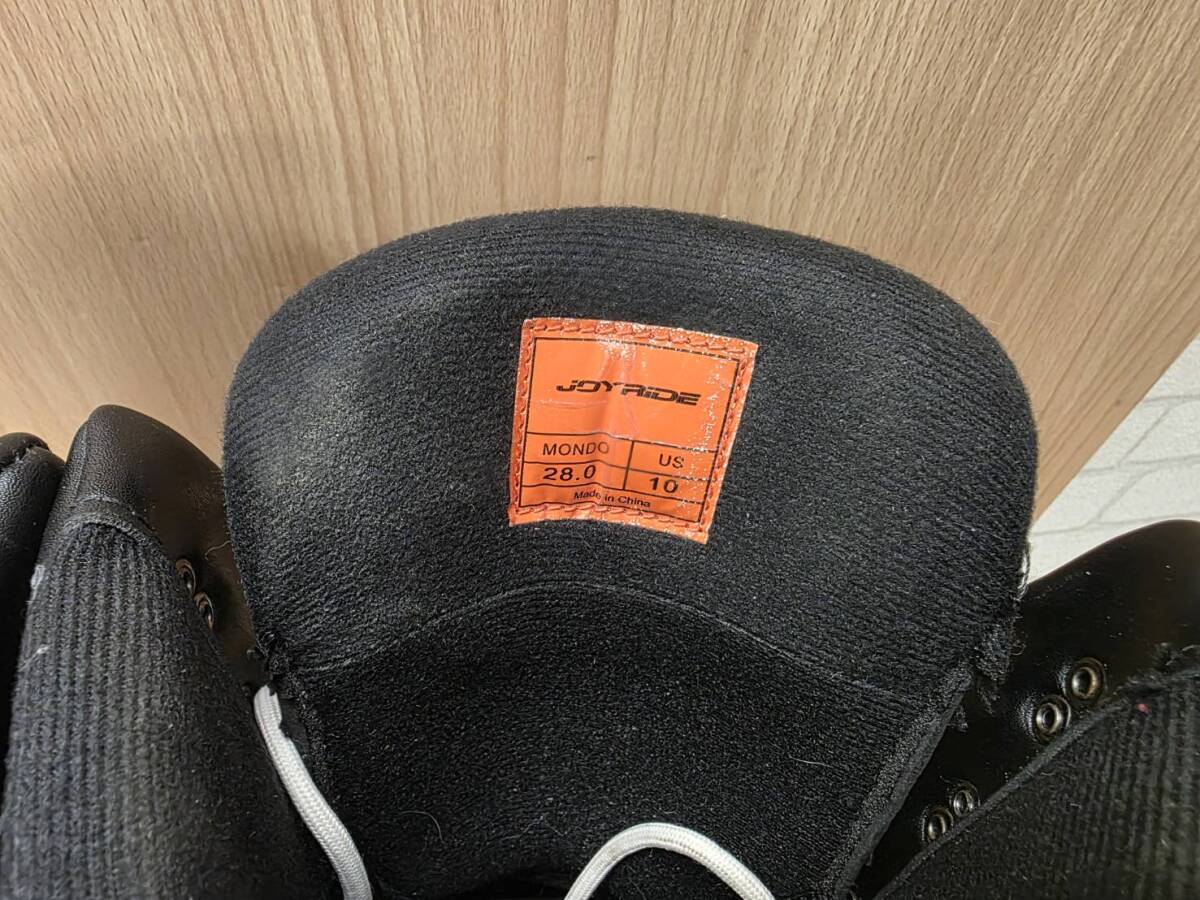 JOYRIDE
MONDO US
28.0 10
Made in China